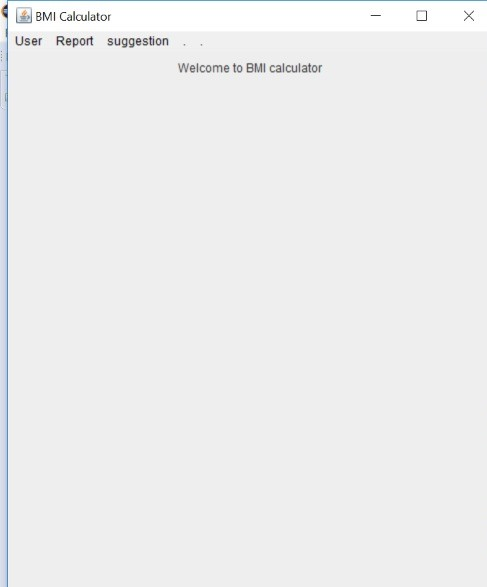 BMI Calculator
User Report suggestion . .
Welcome to BMI calculator